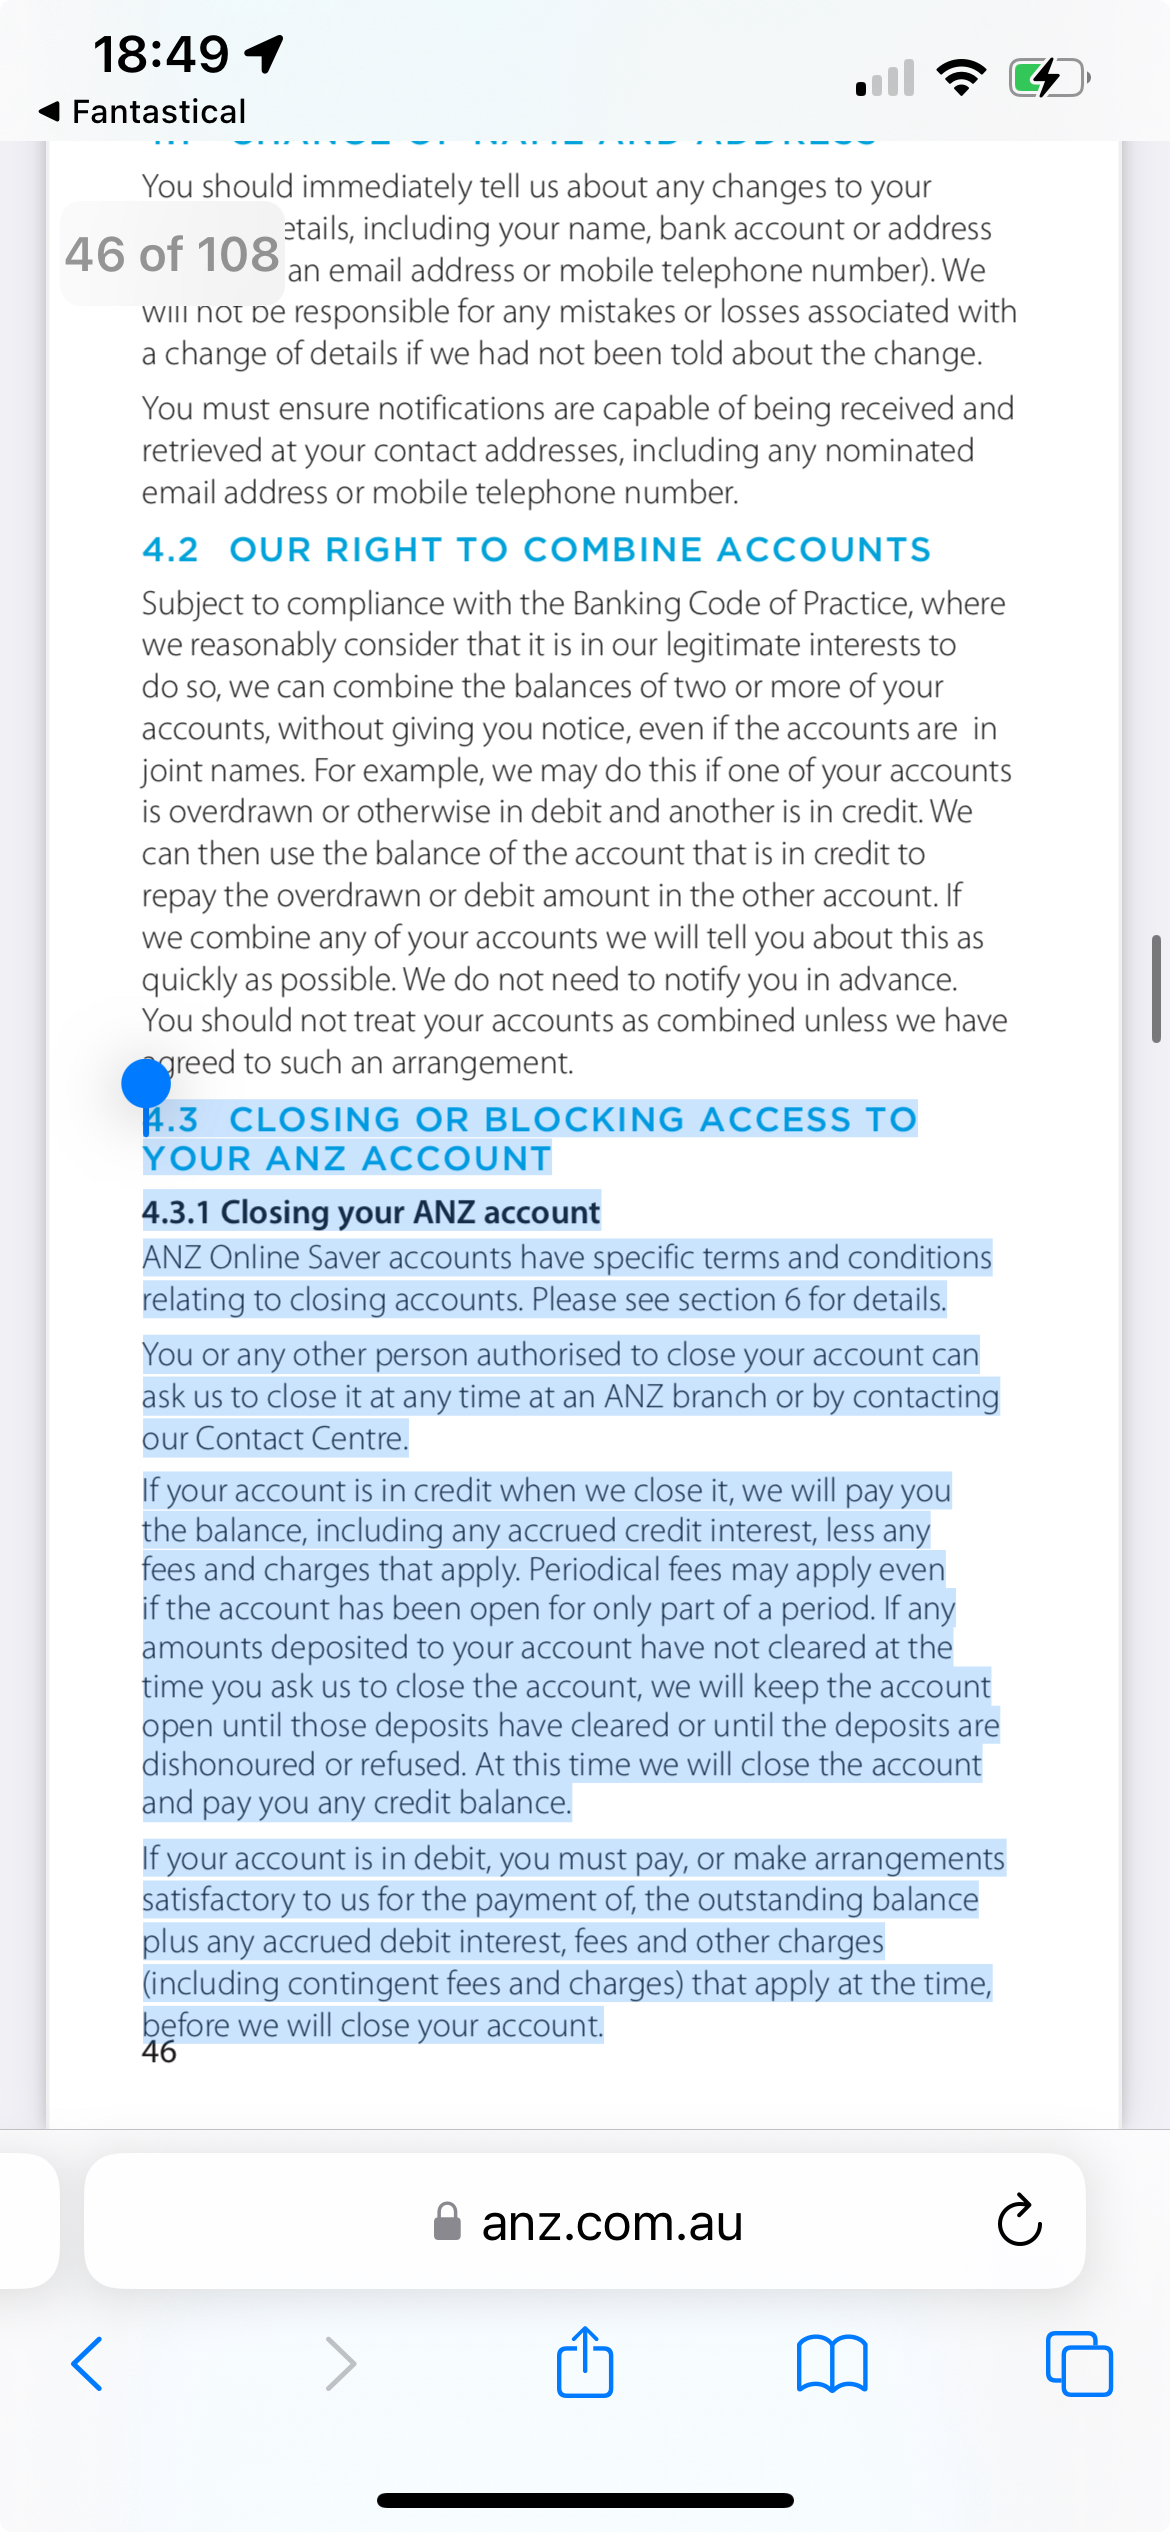 18:49
Fantastical
4.1 CHANGE OF NAME AND ADDRESS
You should immediately tell us about any changes to your
etails, including your name, bank account or address
46 of 108
an email address or mobile telephone number). We
will not be responsible for any mistakes or losses associated with
a change of details if we had not been told about the change.
You must ensure notifications are capable of being received and
retrieved at your contact addresses, including any nominated
email address or mobile telephone number.
4.2 OUR RIGHT TO COMBINE ACCOUNTS
Subject to compliance with the Banking Code of Practice, where
we reasonably consider that it is in our legitimate interests to
do so, we can combine the balances of two or more of your
accounts, without giving you notice, even if the accounts are in
joint names. For example, we may do this if one of your accounts
is overdrawn or otherwise in debit and another is in credit. We
can then use the balance of the account that is in credit to
repay the overdrawn or debit amount in the other account. If
we combine any of your accounts we will tell you about this as
quickly as possible. We do not need to notify you in advance.
You should not treat your accounts as combined unless we have
agreed to such an arrangement.
4.3 CLOSING OR BLOCKING ACCESS TO
YOUR ANZ ACCOUNT
4.3.1 Closing your ANZ account
ANZ Online Saver accounts have specific terms and conditions
relating to closing accounts. Please see section 6 for details.
You or any other person authorised to close your account can
ask us to close it at any time at an ANZ branch or by contacting
our Contact Centre.
If your account is in credit when we close it, we will pay you
the balance, including any accrued credit interest, less any
fees and charges that apply. Periodical fees may apply even
if the account has been open for only part of a period. If any
amounts deposited to your account have not cleared at the
time you ask us to close the account, we will keep the account
open until those deposits have cleared or until the deposits are
dishonoured or refused. At this time we will close the account
and pay you any credit balance.
If your account is in debit, you must pay, or make arrangements
satisfactory to us for the payment of, the outstanding balance
plus any accrued debit interest, fees and other charges
(including contingent fees and charges) that apply at the time,
before we will close your account.
46
anz.com.au